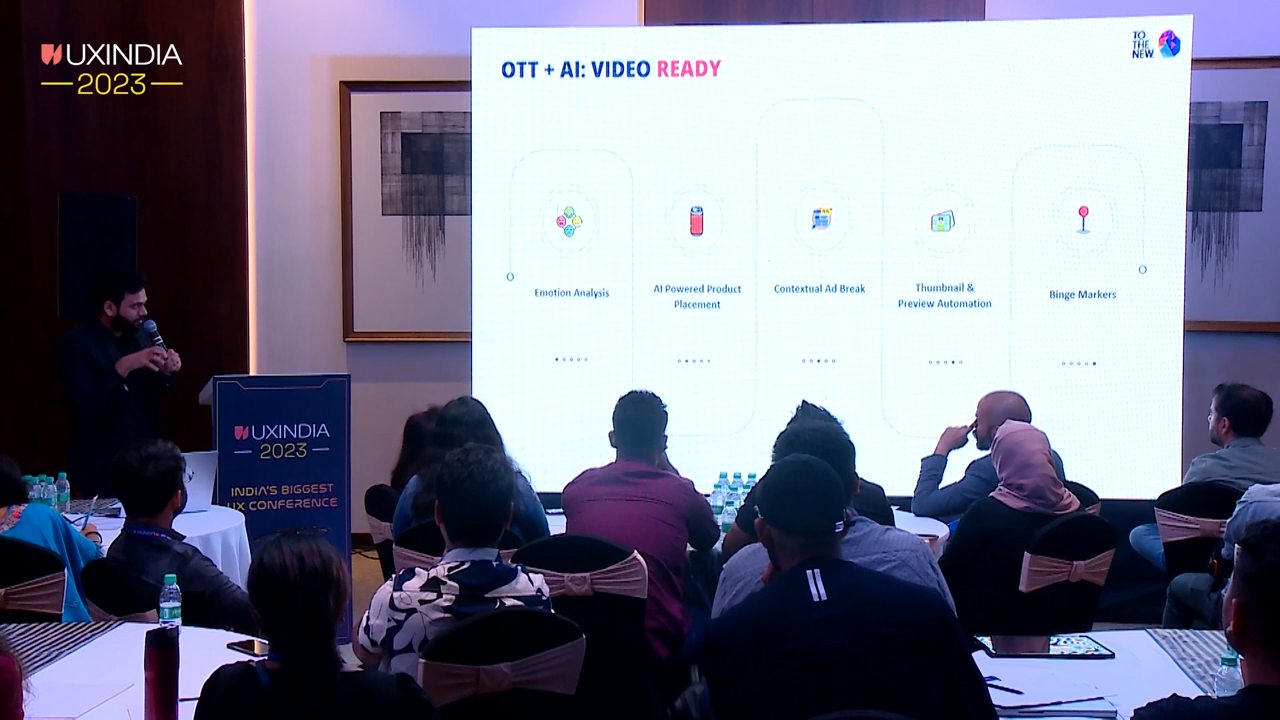 UXINDIA
2023
TO
THE
NEW
OTT + AI: VIDEO READY
Emotion Analysis
AI Powered Product
Placement
Contextual Ad Break
Thumbnail &
Preview Automation
Binge Markers
UXINDIA
2023
INDIA'S BIGGEST
UX CONFERENCE